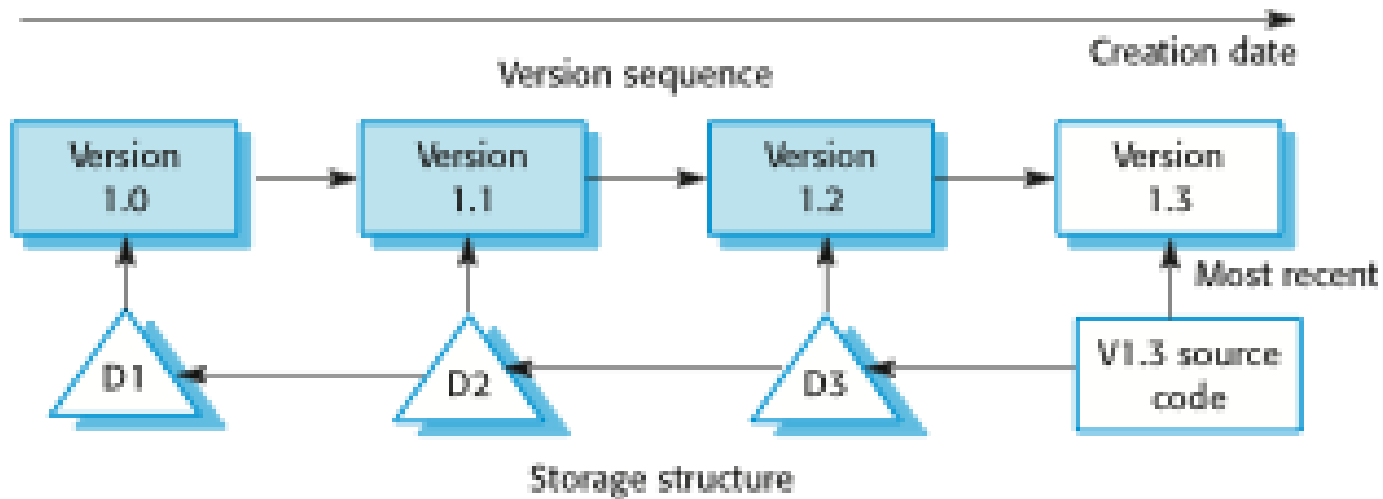 Creation date
Version sequence
Version
1.0
Version
1.1
Version
1.2
Version
1.3
Most recent
D1
D2
D3
V1.3 source
code
Storage structure